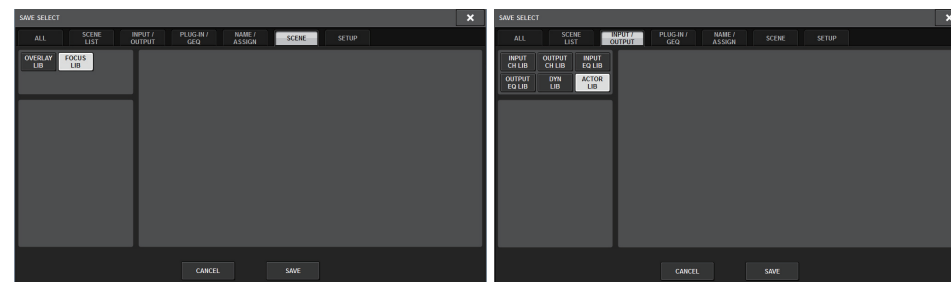 SAVE SELECT
×
ALL
SCENE
LIST
INPUT /
OUTPUT
PLUG-IN /
GEQ
NAME /
ASSIGN
SCENE
SETUP
OVERLAY
LIB
FOCUS
LIB
CANCEL
SAVE
SAVE SELECT
×
ALL
SCENE
LIST
INPUT /
OUTPUT
PLUG-IN /
GEQ
NAME /
ASSIGN
SCENE
SETUP
INPUT
CH LIB
OUTPUT
CH LIB
INPUT
EQ LIB
OUTPUT
EQ LIB
DYN
LIB
ACTOR
LIB
CANCEL
SAVE